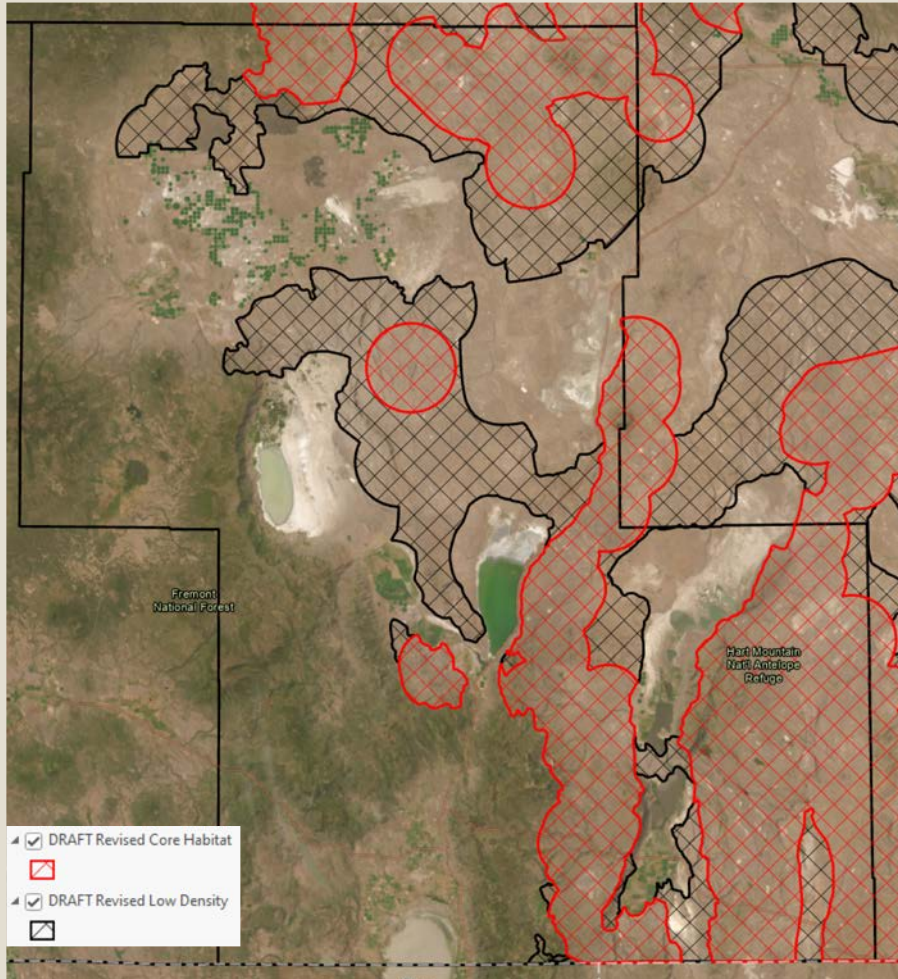 Fremont
National Forest
Hart Mountain
Nat'l Antelope
Refuge
DRAFT Revised Core Habitat
DRAFT Revised Low Density